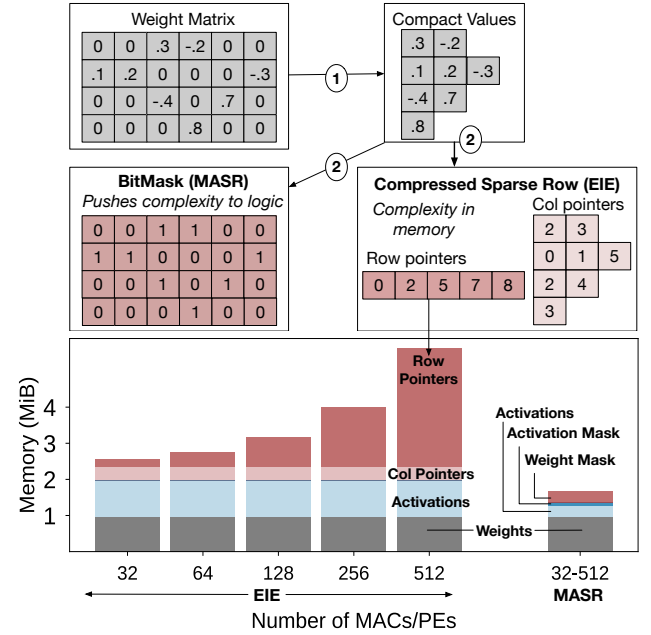 Weight Matrix
0 0 .3 -.2 0 0
.1 .2 0 0 0 -.3
0 0 -.4 0 .7 0
0 0 0 .8 0 0
1
Compact Values
.3 -.2
.1 .2 -.3
-.4 .7
.8
2
2
BitMask (MASR)
Pushes complexity to logic
0 0 1 1 0 0
1 1 0 0 0 1
0 0 1 0 1 0
0 0 0 1 0 0
Compressed Sparse Row (EIE)
Complexity in
memory
Col pointers
2 3
0 1 5
2 4
3
Row pointers
0 2 5 7 8
Memory (MiB)
4
3
2
1
Row
Pointers
Col Pointers
Activations
Weights
Activations
Activation Mask
Weight Mask
32 64 128 256 512 32-512
EIE MASR
Number of MACs/PEs